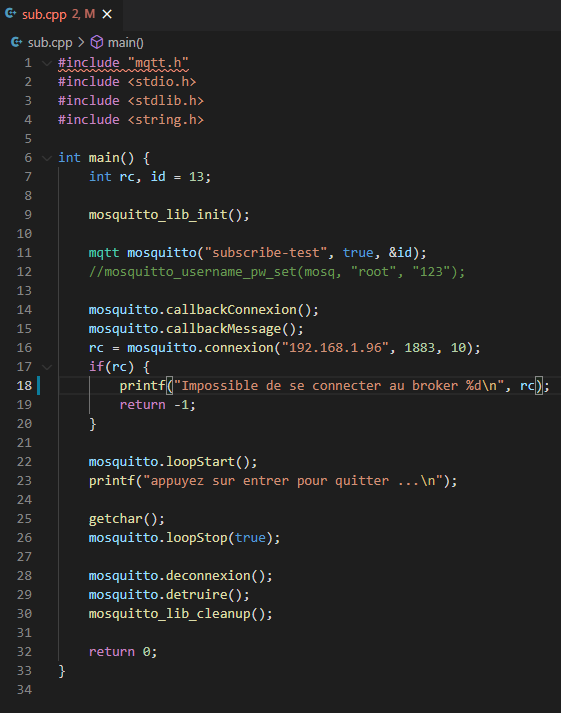 sub.cpp 2, M
sub.cpp > main()
1 #include "mqtt.h"
2 #include <stdio.h>
3 #include <stdlib.h>
4 #include <string.h>
5
6 int main() {
7 int rc, id = 13;
8
9 mosquitto_lib_init();
10
11 mqtt mosquitto("subscribe-test", true, &id);
12 //mosquitto_username_pw_set(mosq, "root", "123");
13
14 mosquitto.callbackConnexion();
15 mosquitto.callbackMessage();
16 rc = mosquitto.connexion("192.168.1.96", 1883, 10);
17 if(rc) {
18 printf("Impossible de se connecter au broker %d\n", rc);
19 return -1;
20 }
21
22 mosquitto.loopStart();
23 printf("appuyez sur entrer pour quitter ...\n");
24
25 getchar();
26 mosquitto.loopStop(true);
27
28 mosquitto.deconnexion();
29 mosquitto.detruire();
30 mosquitto_lib_cleanup();
31
32 return 0;
33 }
34